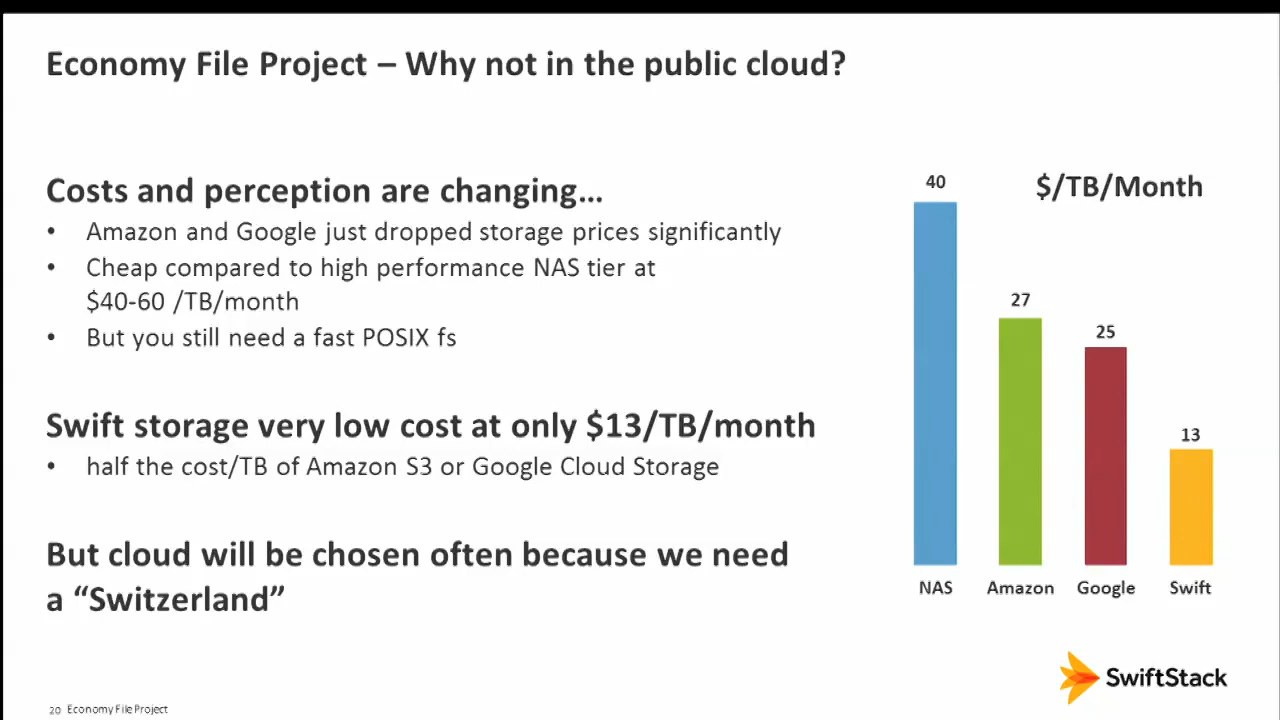 Economy File Project – Why not in the public cloud?
Costs and perception are changing…
• Amazon and Google just dropped storage prices significantly
• Cheap compared to high performance NAS tier at
$40-60 /TB/month
• But you still need a fast POSIX fs
Swift storage very low cost at only $13/TB/month
• half the cost/TB of Amazon S3 or Google Cloud Storage
But cloud will be chosen often because we need
a “Switzerland”
$/TB/Month
40
27
25
13
NAS Amazon Google Swift
SwiftStack
20 Economy File Project